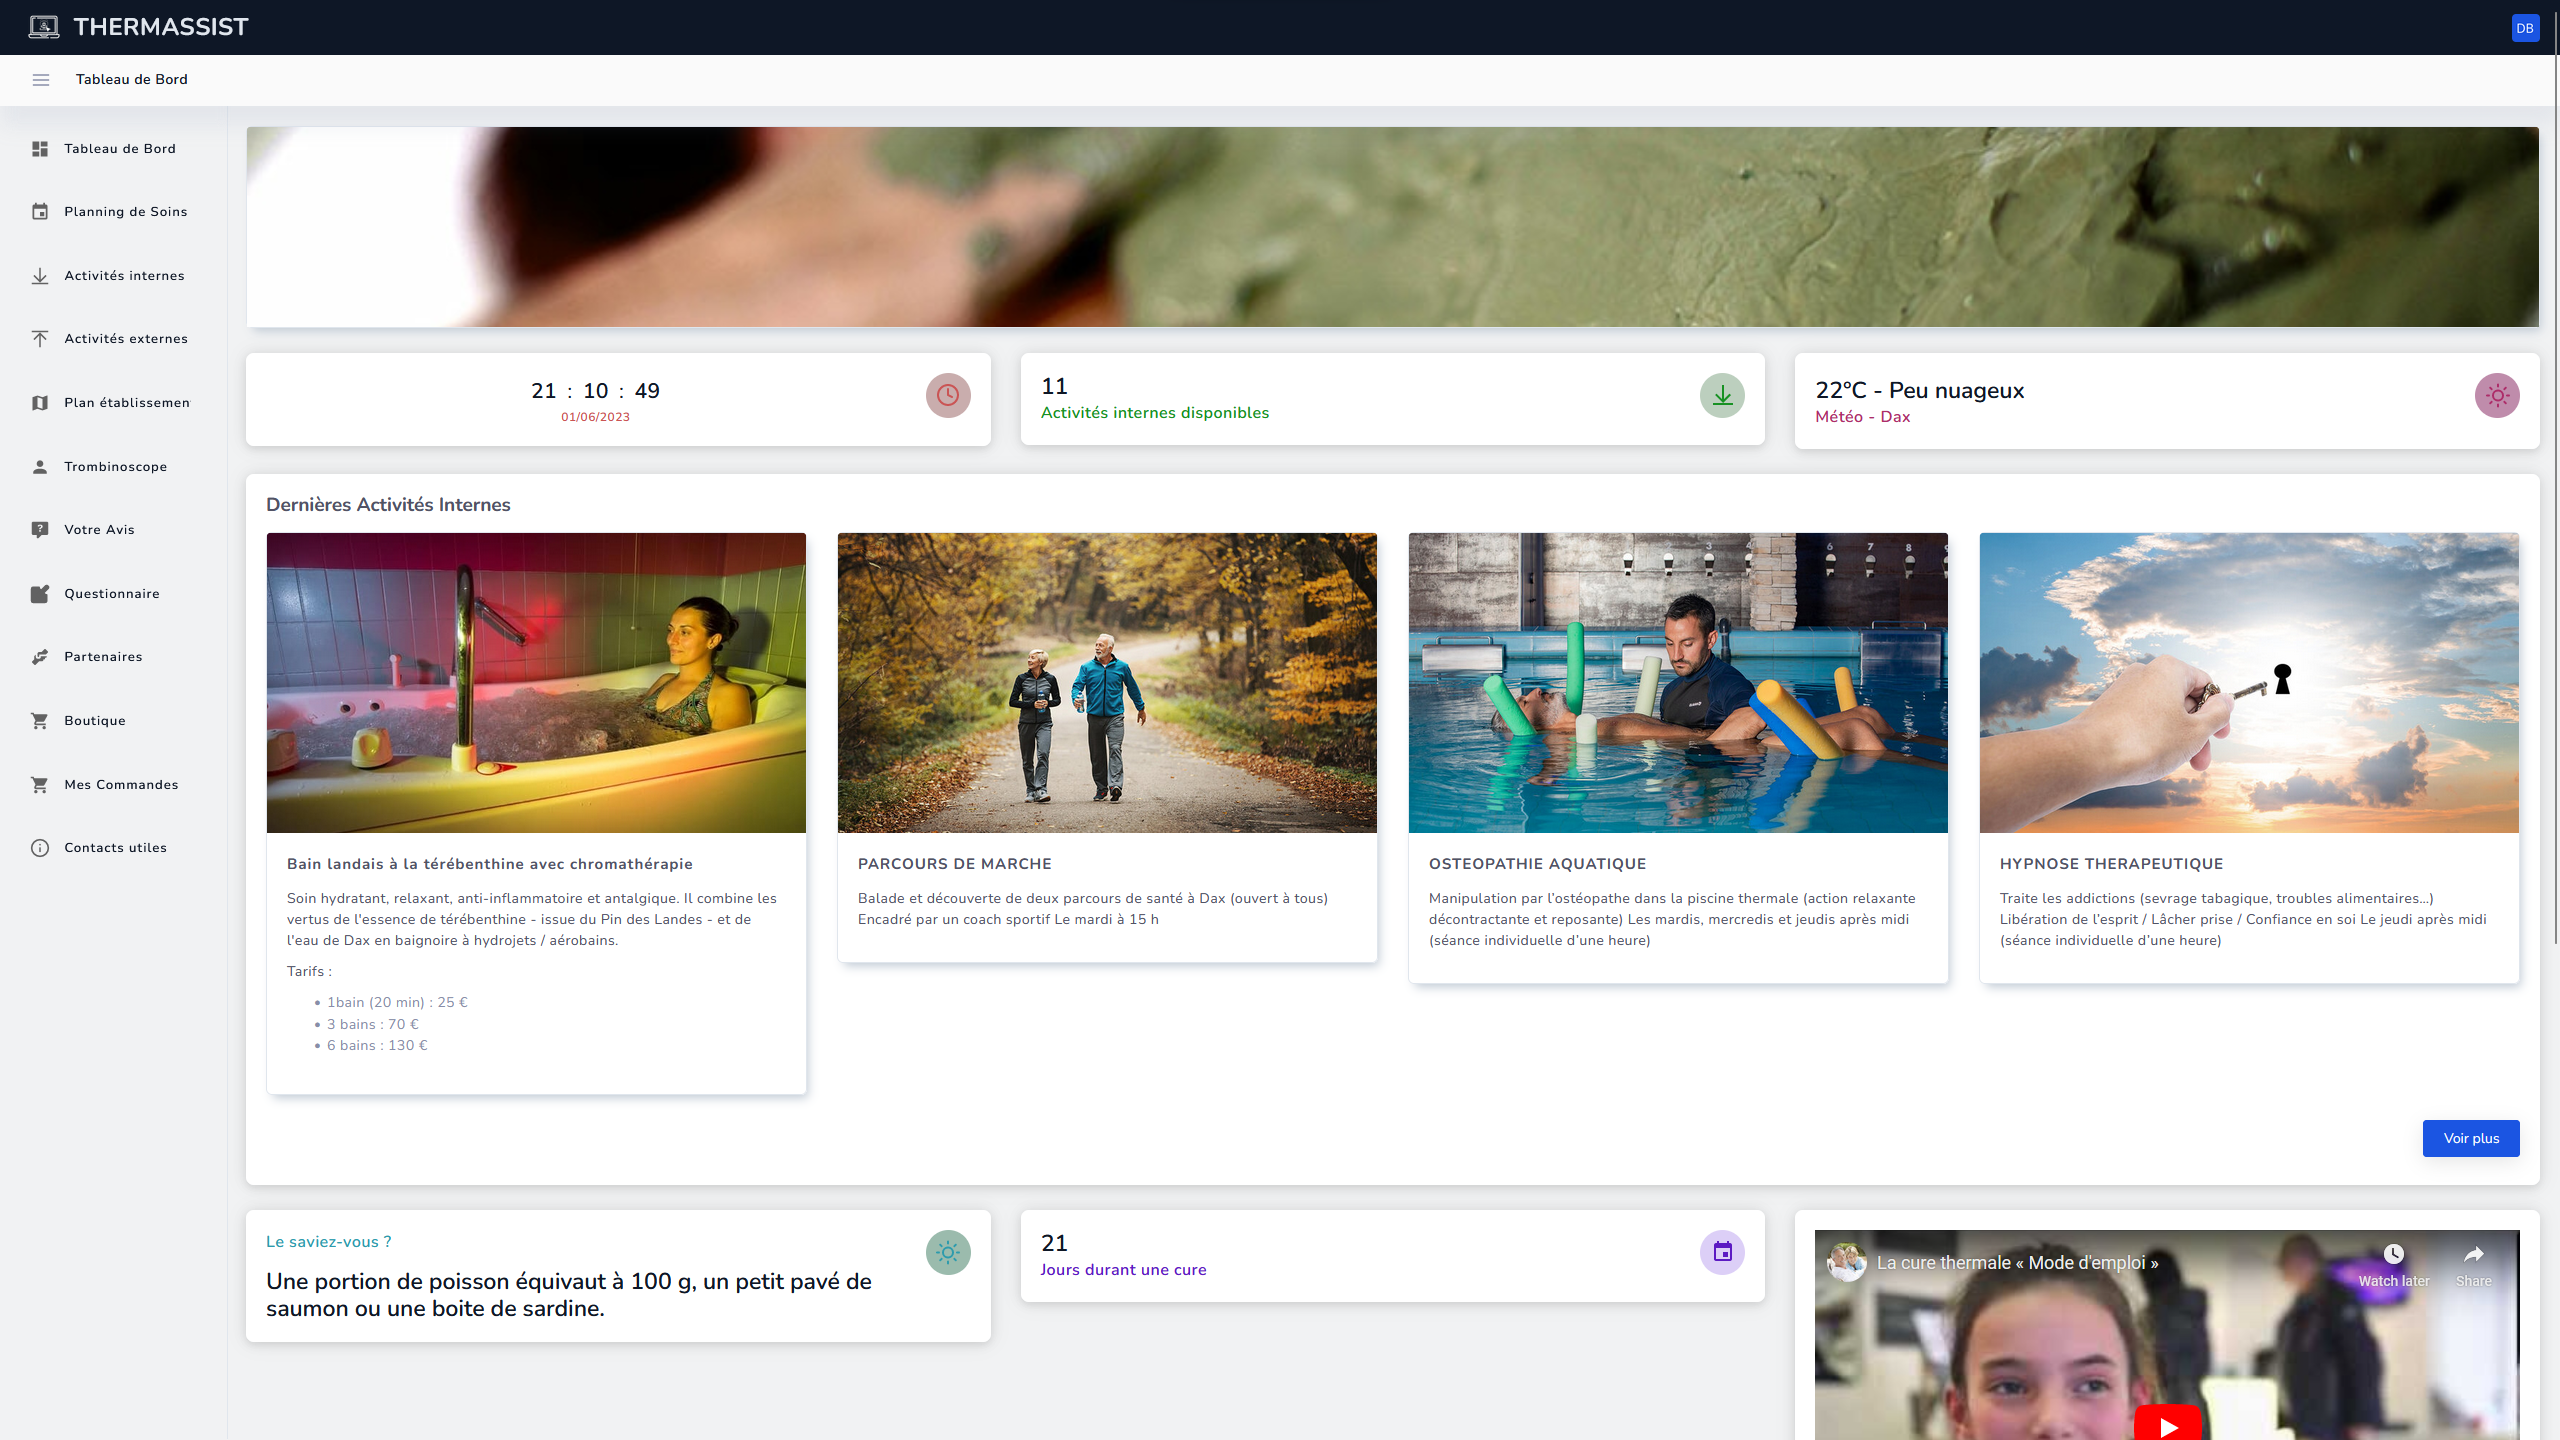 THERMASSIST
DB
Tableau de Bord
Tableau de Bord
Planning de Soins
Activités internes
Activités externes
Plan établissemen
Trombinoscope
Votre Avis
Questionnaire
Partenaires
Boutique
Mes Commandes
Contacts utiles
21 : 10 : 49
01/06/2023
11
Activités internes disponibles
22°C - Peu nuageux
Météo - Dax
Dernières Activités Internes
Bain landais à la térébenthine avec chromathérapie
Soin hydratant, relaxant, anti-inflammatoire et antalgique. Il combine les
vertus de l'essence de térébenthine - issue du Pin des Landes - et de
l'eau de Dax en baignoire à hydrojets / aérobains.
Tarifs :
• 1bain (20 min) : 25 €
• 3 bains : 70 €
• 6 bains : 130 €
PARCOURS DE MARCHE
Balade et découverte de deux parcours de santé à Dax (ouvert à tous)
Encadré par un coach sportif Le mardi à 15 h
3
6 7 8
OSTEOPATHIE AQUATIQUE
Manipulation par l’ostéopathe dans la piscine thermale (action relaxante
décontractante et reposante) Les mardis, mercredis et jeudis après midi
(séance individuelle d’une heure)
HYPNOSE THERAPEUTIQUE
Traite les addictions (sevrage tabagique, troubles alimentaires…)
Libération de l’esprit / Lâcher prise / Confiance en soi Le jeudi après midi
(séance individuelle d’une heure)
Voir plus
Le saviez-vous ?
Une portion de poisson équivaut à 100 g, un petit pavé de
saumon ou une boite de sardine.
21
Jours durant une cure
La cure thermale « Mode d'emploi »
Watch later
Share